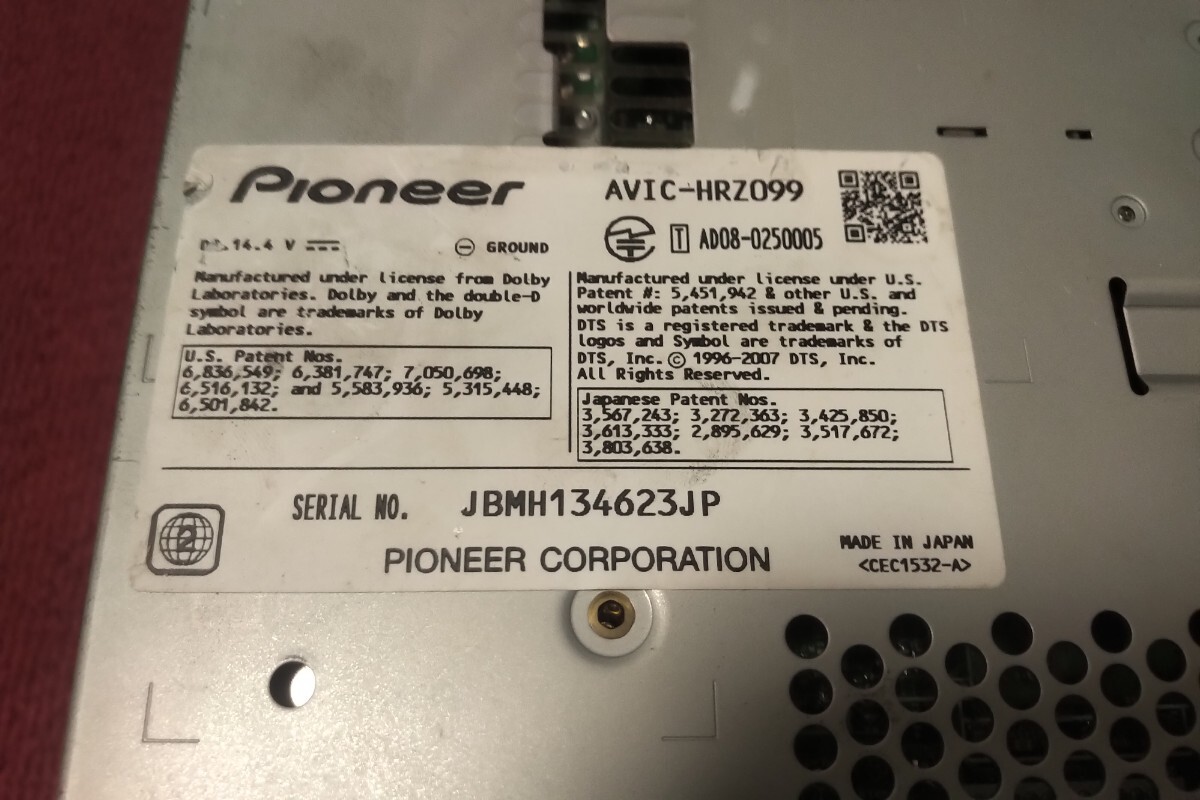 Pioneer
AVIC-HRZ099
14.4 V
GROUND
T AD08-0250005
Manufactured under license from Dolby
Laboratories. Dolby and the double-D
symbol are trademarks of Dolby
Laboratories.
U.S. Patent Nos.
6,836,549; 6,381,747; 7,050,698;
6,516,132; and 5,583,936; 5,315,448;
6,501,842.
Manufactured under license under U.S.
Patent #: 5,451,942 & other U.S. and
worldwide patents issued & pending.
DTS is a registered trademark & the DTS
logos and Symbol are trademarks of
DTS, Inc. © 1996-2007 DTS, Inc.
All Rights Reserved.
Japanese Patent Nos.
3,567,243; 3,272,363; 3,425,850;
3,613,333; 2,895,629; 3,517,672;
3,803,638.
SERIAL NO. JBMH134623JP
2
PIONEER CORPORATION
MADE IN JAPAN
<CEC1532-A>